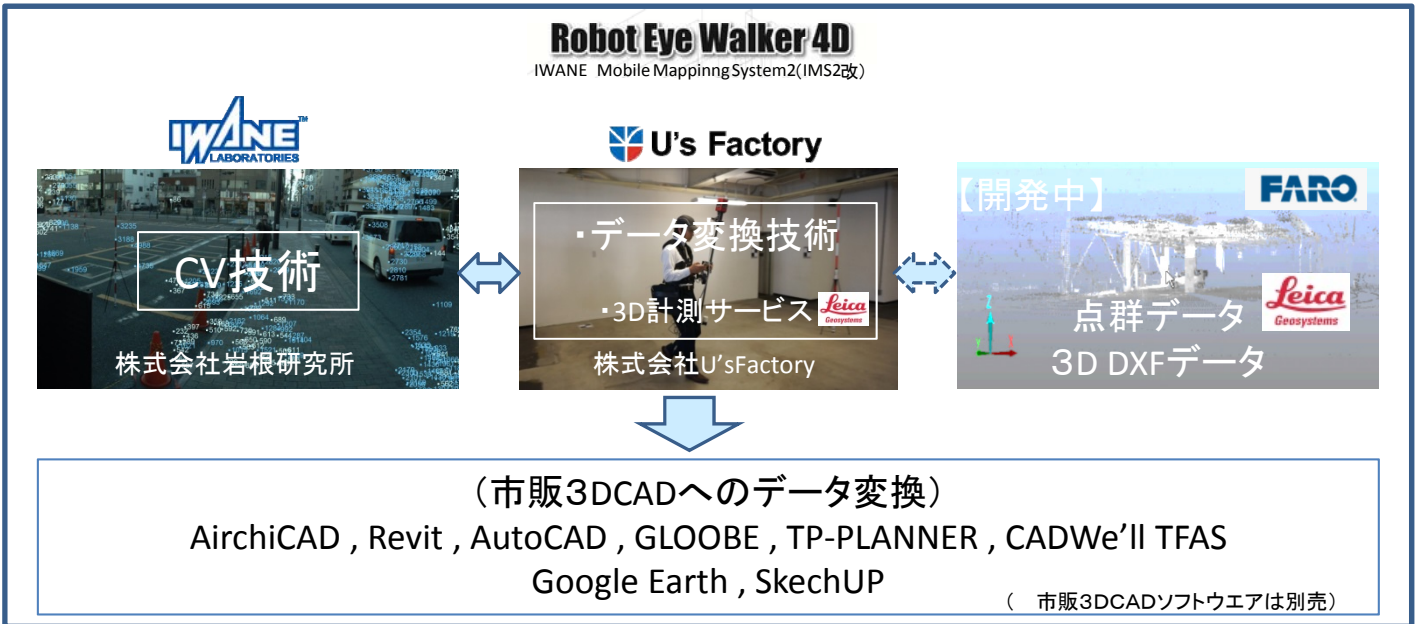 Robot Eye Walker 4D
IWANE Mobile Mappinng System2(IMS2改)
IWANE™
LABORATORIES
U's Factory
CV技術
株式会社岩根研究所
・データ変換技術
・3D計測サービス Leica
Geosystems
株式会社U'sFactory
【開発中】 FARO
点群データ Leica
Geosystems
３D DXFデータ
（市販３DCADへのデータ変換）
AirchiCAD , Revit , AutoCAD , GLOOBE , TP-PLANNER , CADWe'll TFAS
Google Earth , SkechUP
（ 市販３DCADソフトウエアは別売）